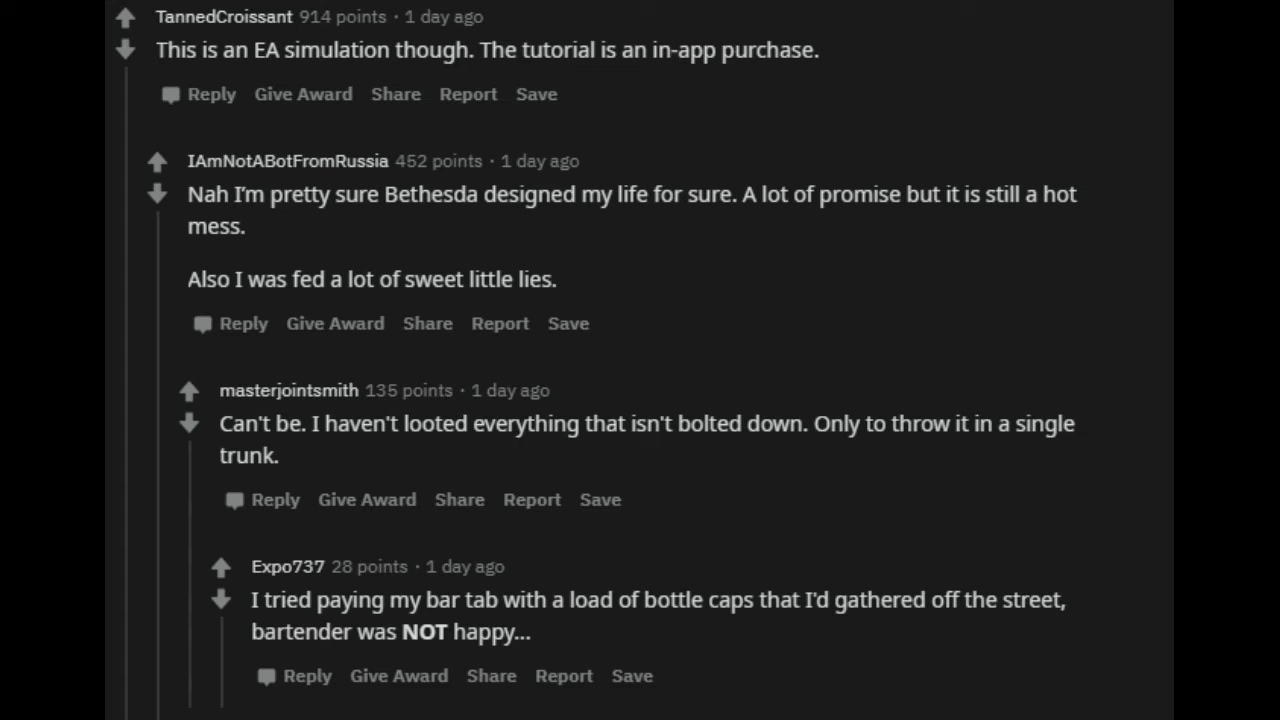 TannedCroissant 914 points · 1 day ago
This is an EA simulation though. The tutorial is an in-app purchase.
Reply Give Award Share Report Save
IAmNotABotFromRussia 452 points · 1 day ago
Nah I'm pretty sure Bethesda designed my life for sure. A lot of promise but it is still a hot
mess.
Also I was fed a lot of sweet little lies.
Reply Give Award Share Report Save
masterjointsmith 135 points · 1 day ago
Can't be. I haven't looted everything that isn't bolted down. Only to throw it in a single
trunk.
Reply Give Award Share Report Save
Expo737 28 points · 1 day ago
I tried paying my bar tab with a load of bottle caps that I'd gathered off the street,
bartender was NOT happy...
Reply Give Award Share Report Save